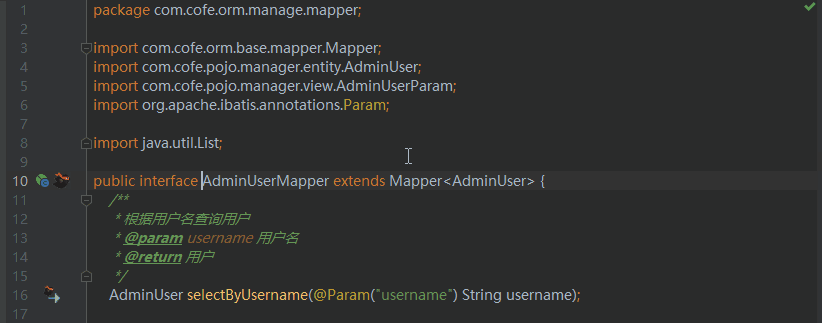 1 package com.cofe.orm.manage.mapper;
2
3 import com.cofe.orm.base.mapper.Mapper;
4 import com.cofe.pojo.manager.entity.AdminUser;
5 import com.cofe.pojo.manager.view.AdminUserParam;
6 import org.apache.ibatis.annotations.Param;
7
8 import java.util.List;
9
10 public interface AdminUserMapper extends Mapper<AdminUser> {
11 /**
12 * 根据用户名查询用户
13 * @param username 用户名
14 * @return 用户
15 */
16 AdminUser selectByUsername(@Param("username") String username);
17